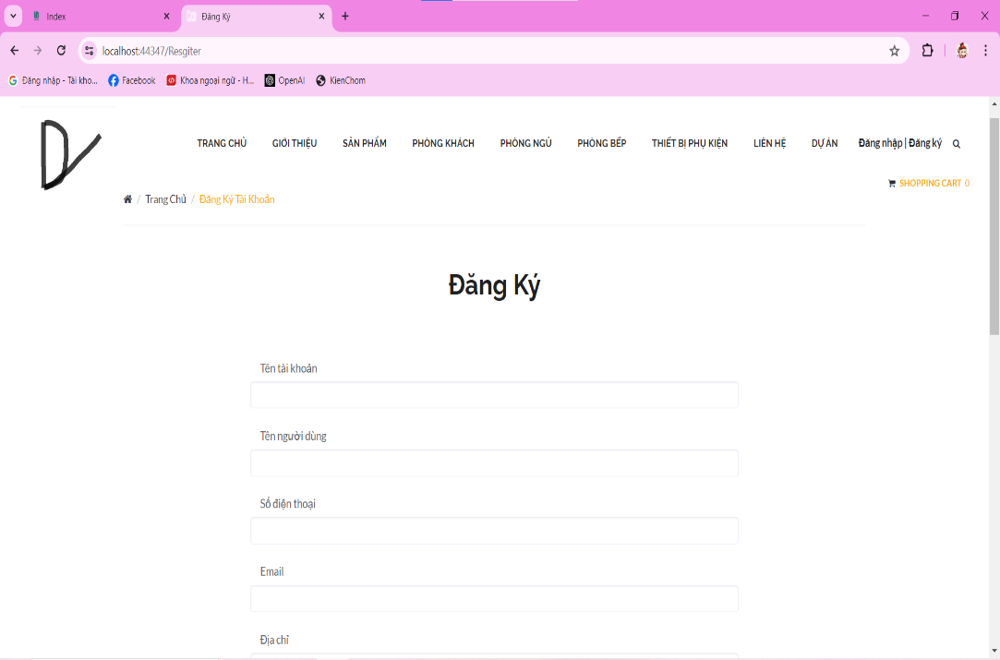 Index
Đăng Ký
localhost:44347/Resgiter
Đăng nhập - Tài kho...
Facebook
Khoa ngoại ngữ - H...
OpenAI
KienChom
TRANG CHỦ
GIỚI THIỆU
SẢN PHẨM
PHÒNG KHÁCH
PHÒNG NGỦ
PHÒNG BẾP
THIẾT BỊ PHỤ KIỆN
LIÊN HỆ
DỰ ÁN
Đăng nhập | Đăng ký
SHOPPING CART 0
/ Trang Chủ / Đăng Ký Tài Khoản
Đăng Ký
Tên tài khoản
Tên người dùng
Số điện thoại
Email
Địa chỉ